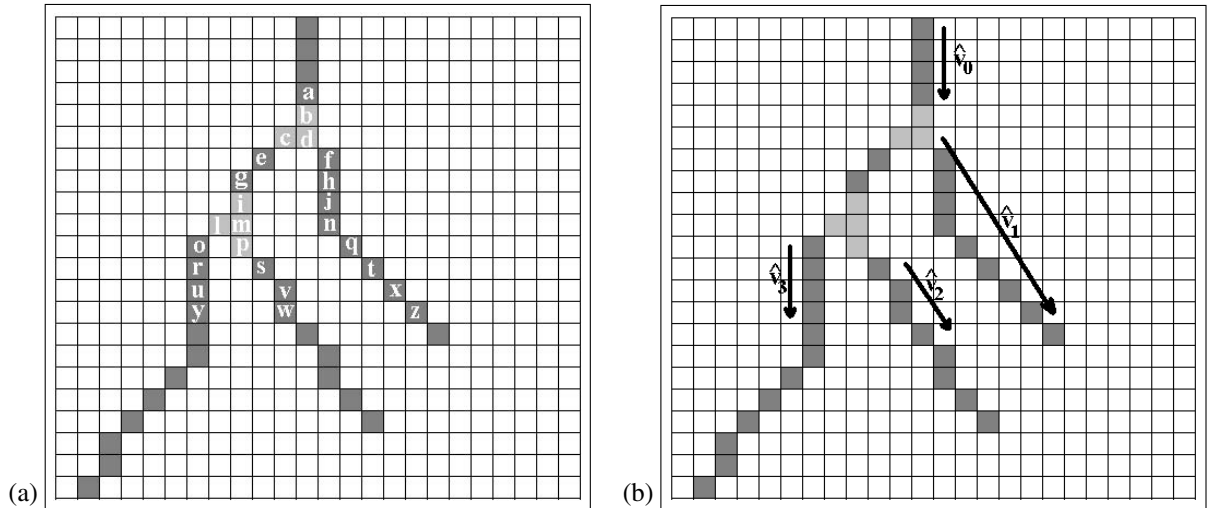 a
b
c d
e f
g h
i j
l m n
o p q
r s t
u v x
y w z
(a)
v̂0
v̂1
v̂2
v̂3
(b)